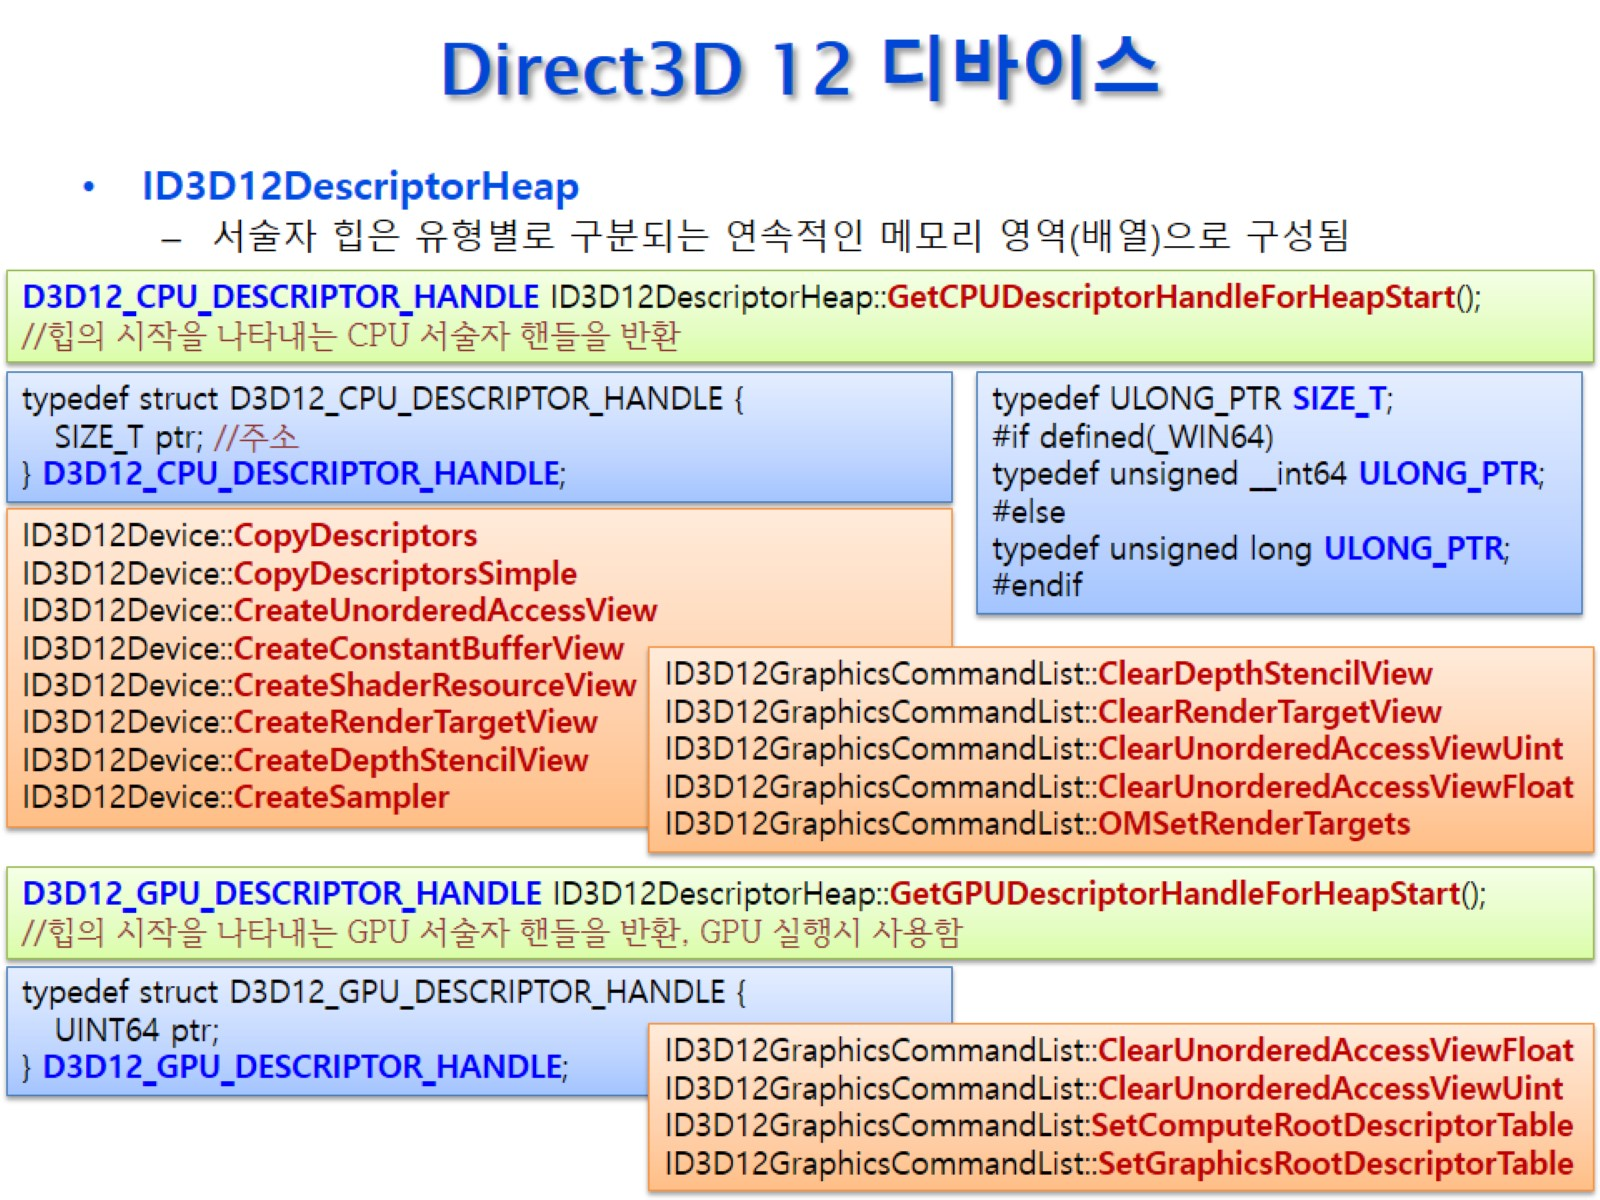 Direct3D 12 디바이스
• ID3D12DescriptorHeap
– 서술자 힙은 유형별로 구분되는 연속적인 메모리 영역(배열)으로 구성됨
D3D12_CPU_DESCRIPTOR_HANDLE ID3D12DescriptorHeap::GetCPUDescriptorHandleForHeapStart();
//힙의 시작을 나타내는 CPU 서술자 핸들을 반환
typedef struct D3D12_CPU_DESCRIPTOR_HANDLE {
SIZE_T ptr; //주소
} D3D12_CPU_DESCRIPTOR_HANDLE;
typedef ULONG_PTR SIZE_T;
#if defined(_WIN64)
typedef unsigned __int64 ULONG_PTR;
#else
typedef unsigned long ULONG_PTR;
#endif
ID3D12Device::CopyDescriptors
ID3D12Device::CopyDescriptorsSimple
ID3D12Device::CreateUnorderedAccessView
ID3D12Device::CreateConstantBufferView
ID3D12Device::CreateShaderResourceView
ID3D12Device::CreateRenderTargetView
ID3D12Device::CreateDepthStencilView
ID3D12Device::CreateSampler
ID3D12GraphicsCommandList::ClearDepthStencilView
ID3D12GraphicsCommandList::ClearRenderTargetView
ID3D12GraphicsCommandList::ClearUnorderedAccessViewUint
ID3D12GraphicsCommandList::ClearUnorderedAccessViewFloat
ID3D12GraphicsCommandList::OMSetRenderTargets
D3D12_GPU_DESCRIPTOR_HANDLE ID3D12DescriptorHeap::GetGPUDescriptorHandleForHeapStart();
//힙의 시작을 나타내는 GPU 서술자 핸들을 반환, GPU 실행시 사용함
typedef struct D3D12_GPU_DESCRIPTOR_HANDLE {
UINT64 ptr;
} D3D12_GPU_DESCRIPTOR_HANDLE;
ID3D12GraphicsCommandList::ClearUnorderedAccessViewFloat
ID3D12GraphicsCommandList::ClearUnorderedAccessViewUint
ID3D12GraphicsCommandList:SetComputeRootDescriptorTable
ID3D12GraphicsCommandList::SetGraphicsRootDescriptorTable